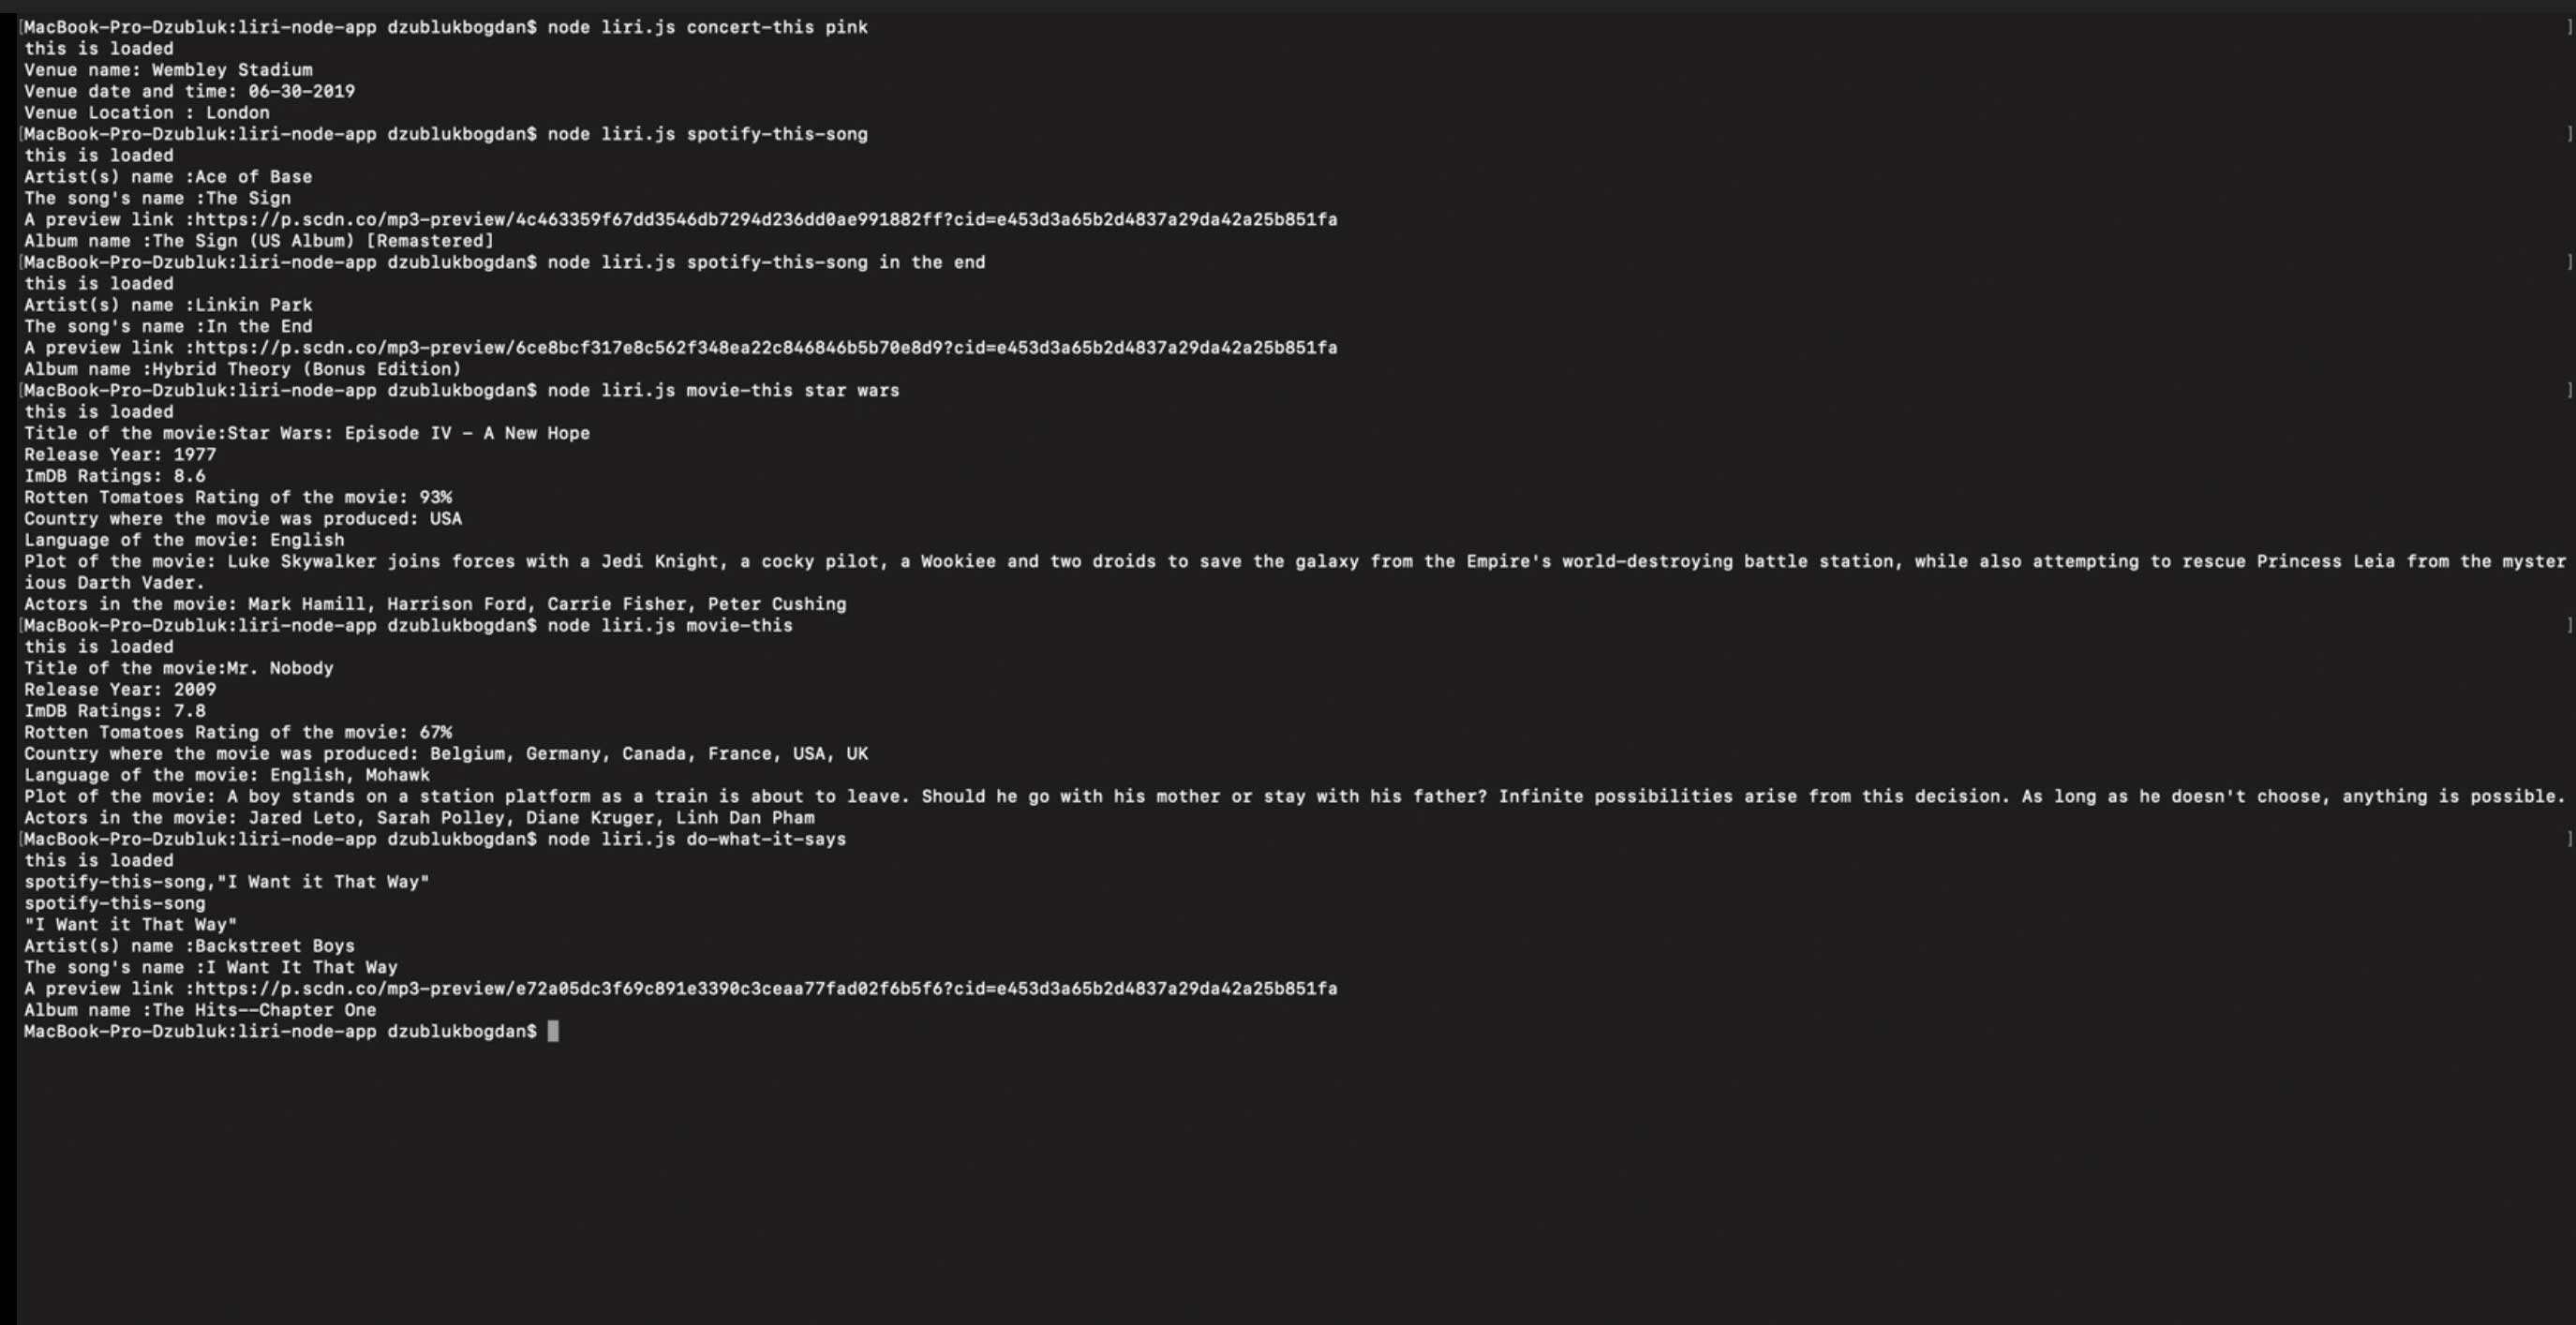 [MacBook-Pro-Dzubluk:liri-node-app dzublukbogdan$ node liri.js concert-this pink ]
this is loaded
Venue name: Wembley Stadium
Venue date and time: 06-30-2019
Venue Location : London
[MacBook-Pro-Dzubluk:liri-node-app dzublukbogdan$ node liri.js spotify-this-song ]
this is loaded
Artist(s) name :Ace of Base
The song's name :The Sign
A preview link :https://p.scdn.co/mp3-preview/4c463359f67dd3546db7294d236dd0ae991882ff?cid=e453d3a65b2d4837a29da42a25b851fa
Album name :The Sign (US Album) [Remastered]
[MacBook-Pro-Dzubluk:liri-node-app dzublukbogdan$ node liri.js spotify-this-song in the end ]
this is loaded
Artist(s) name :Linkin Park
The song's name :In the End
A preview link :https://p.scdn.co/mp3-preview/6ce8bcf317e8c562f348ea22c846846b5b70e8d9?cid=e453d3a65b2d4837a29da42a25b851fa
Album name :Hybrid Theory (Bonus Edition)
[MacBook-Pro-Dzubluk:liri-node-app dzublukbogdan$ node liri.js movie-this star wars ]
this is loaded
Title of the movie:Star Wars: Episode IV - A New Hope
Release Year: 1977
ImDB Ratings: 8.6
Rotten Tomatoes Rating of the movie: 93%
Country where the movie was produced: USA
Language of the movie: English
Plot of the movie: Luke Skywalker joins forces with a Jedi Knight, a cocky pilot, a Wookiee and two droids to save the galaxy from the Empire's world-destroying battle station, while also attempting to rescue Princess Leia from the myster
ious Darth Vader.
Actors in the movie: Mark Hamill, Harrison Ford, Carrie Fisher, Peter Cushing
[MacBook-Pro-Dzubluk:liri-node-app dzublukbogdan$ node liri.js movie-this ]
this is loaded
Title of the movie:Mr. Nobody
Release Year: 2009
ImDB Ratings: 7.8
Rotten Tomatoes Rating of the movie: 67%
Country where the movie was produced: Belgium, Germany, Canada, France, USA, UK
Language of the movie: English, Mohawk
Plot of the movie: A boy stands on a station platform as a train is about to leave. Should he go with his mother or stay with his father? Infinite possibilities arise from this decision. As long as he doesn't choose, anything is possible.
Actors in the movie: Jared Leto, Sarah Polley, Diane Kruger, Linh Dan Pham
[MacBook-Pro-Dzubluk:liri-node-app dzublukbogdan$ node liri.js do-what-it-says ]
this is loaded
spotify-this-song,"I Want it That Way"
spotify-this-song
"I Want it That Way"
Artist(s) name :Backstreet Boys
The song's name :I Want It That Way
A preview link :https://p.scdn.co/mp3-preview/e72a05dc3f69c891e3390c3ceaa77fad02f6b5f6?cid=e453d3a65b2d4837a29da42a25b851fa
Album name :The Hits--Chapter One
MacBook-Pro-Dzubluk:liri-node-app dzublukbogdan$